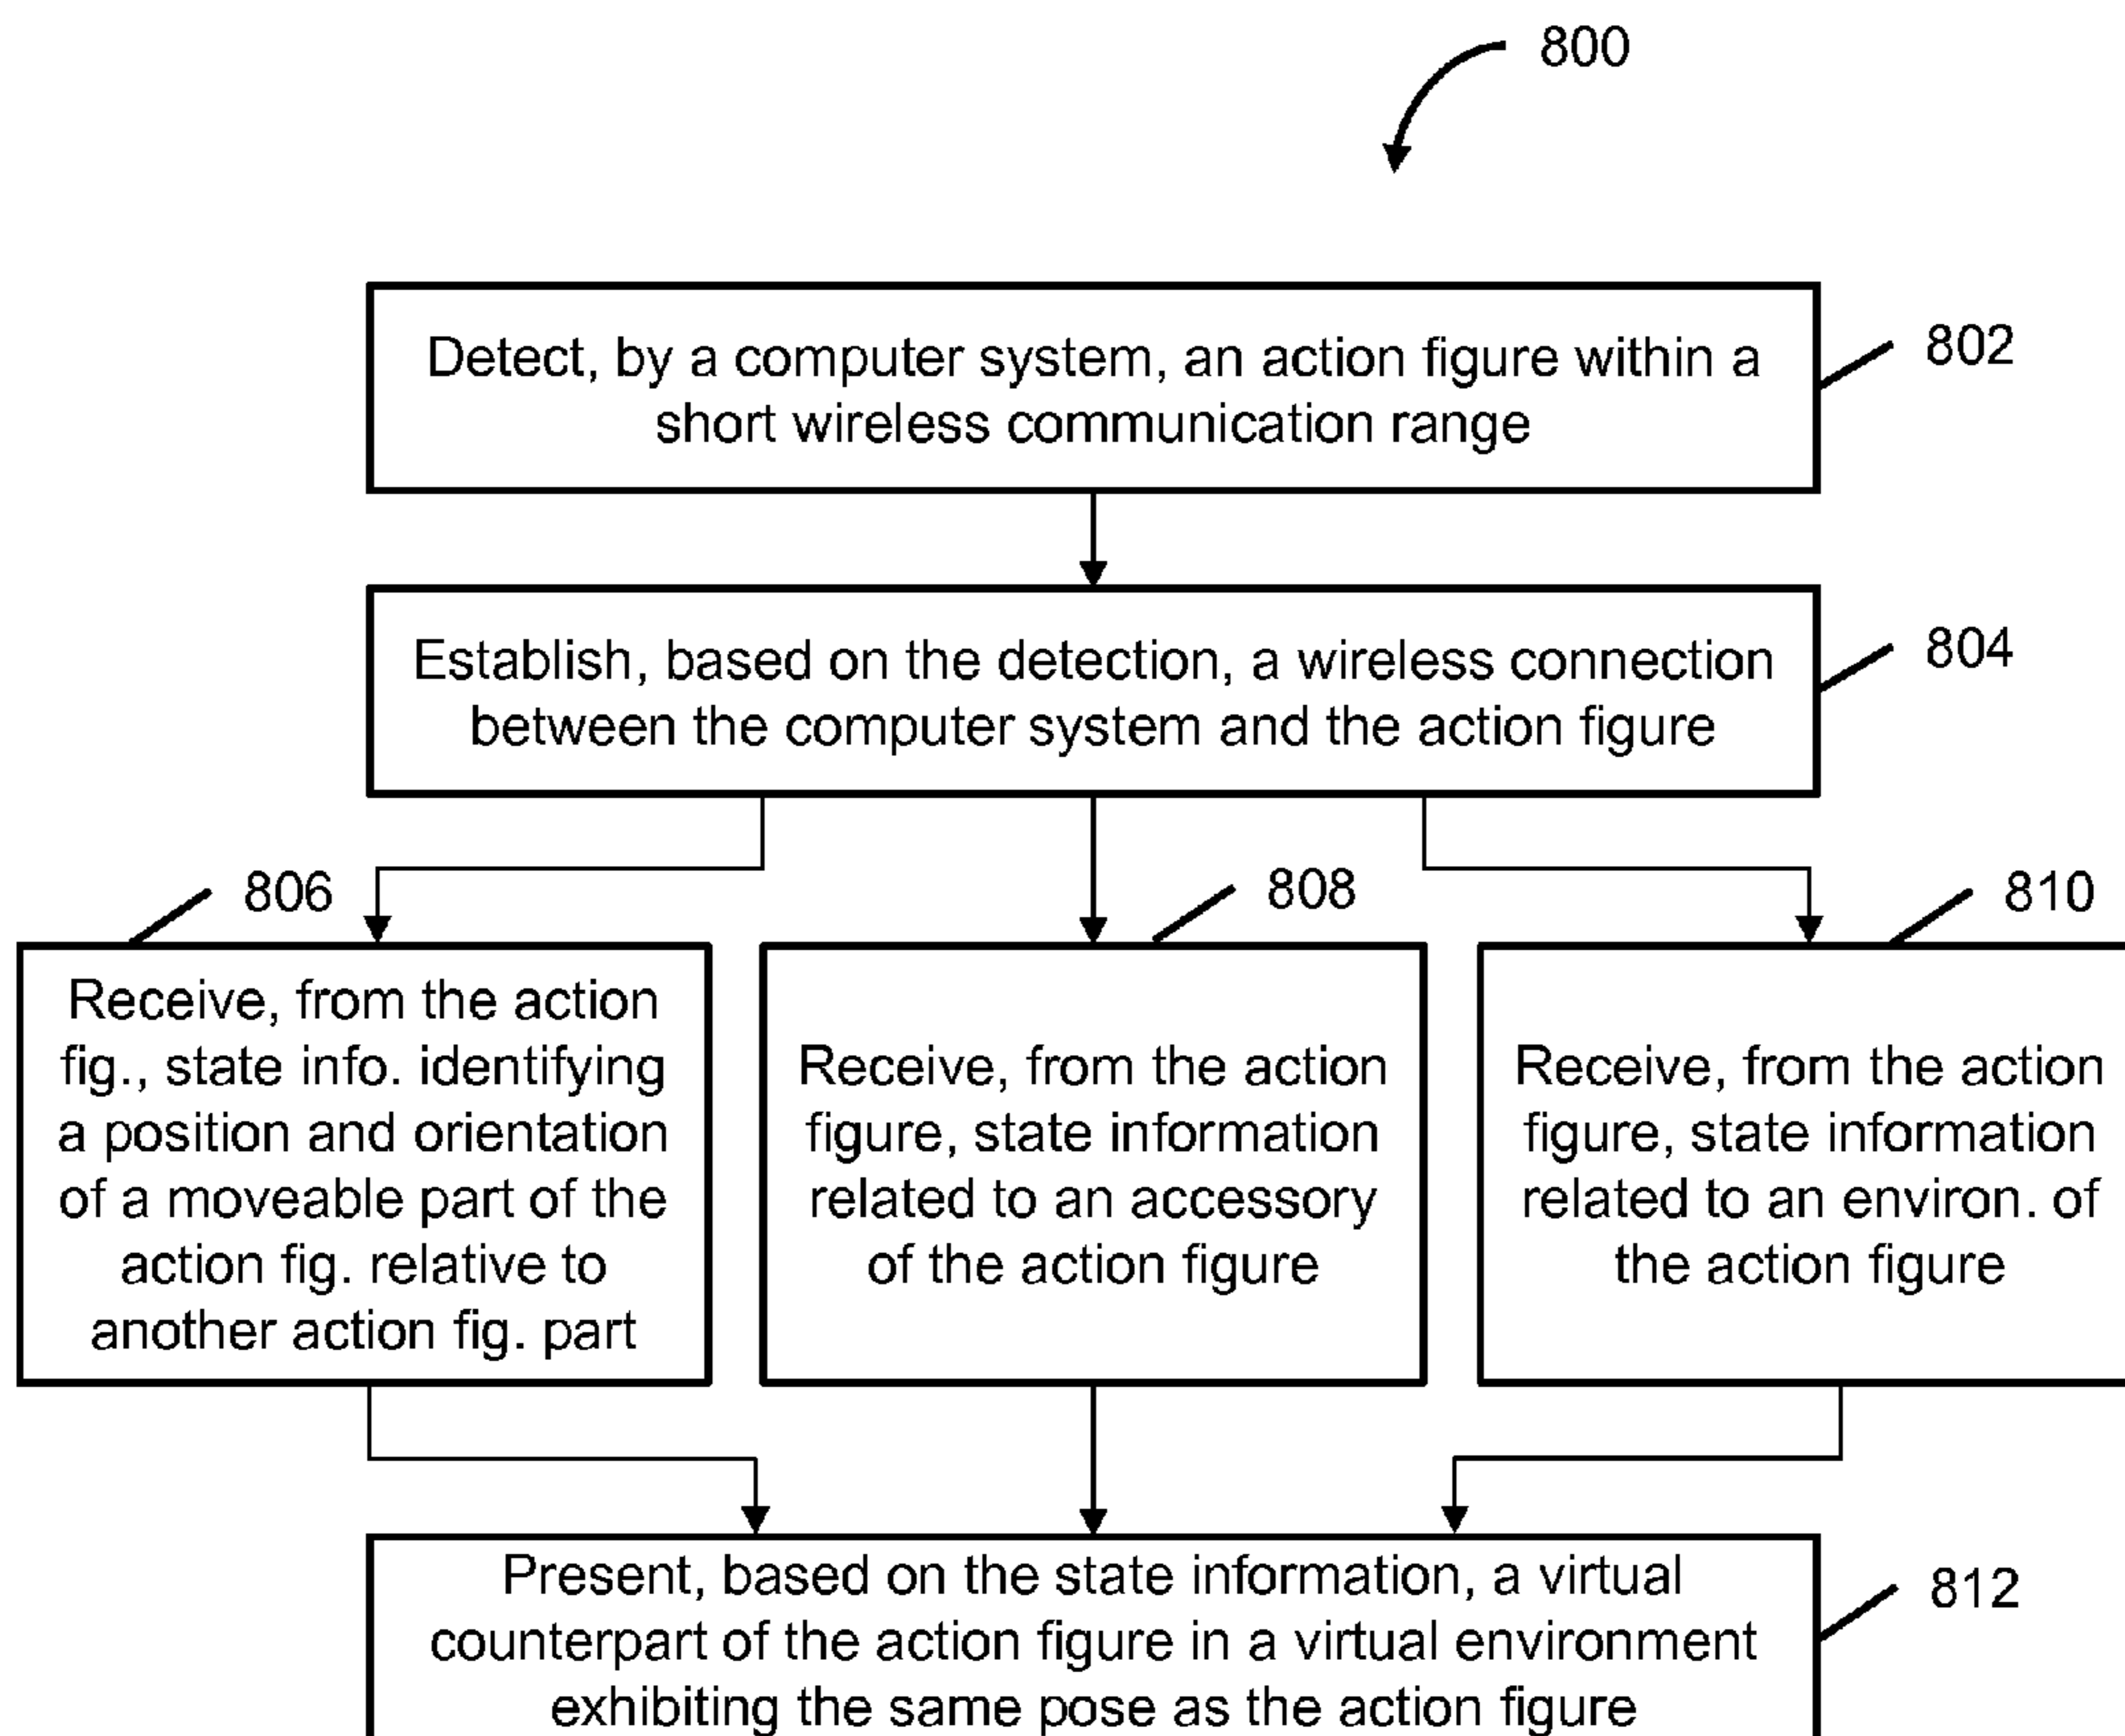 800
Detect, by a computer system, an action figure within a
short wireless communication range
802
Establish, based on the detection, a wireless connection
between the computer system and the action figure
804
806
Receive, from the action
fig., state info. identifying
a position and orientation
of a moveable part of the
action fig. relative to
another action fig. part
808
Receive, from the action
figure, state information
related to an accessory
of the action figure
810
Receive, from the action
figure, state information
related to an environ. of
the action figure
Present, based on the state information, a virtual
counterpart of the action figure in a virtual environment
exhibiting the same pose as the action figure
812